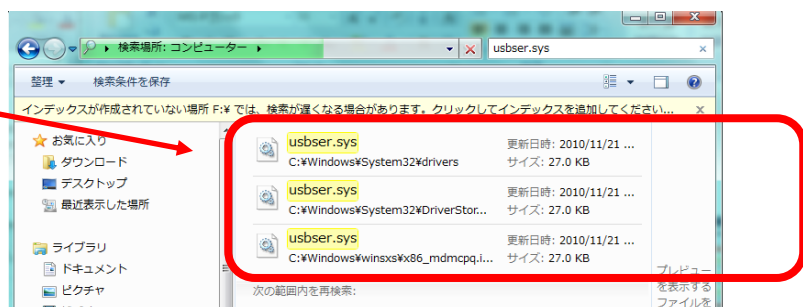 検索場所: コンピューター
usbser.sys
整理
検索条件を保存
インデックスが作成されていない場所 F:¥ では、検索が遅くなる場合があります。クリックしてインデックスを追加してください...
お気に入り
ダウンロード
デスクトップ
最近表示した場所
ライブラリ
ドキュメント
ピクチャ
usbser.sys
更新日時: 2010/11/21 ...
C:¥Windows¥System32¥drivers
サイズ: 27.0 KB
usbser.sys
更新日時: 2010/11/21 ...
C:¥Windows¥System32¥DriverStor...
サイズ: 27.0 KB
usbser.sys
更新日時: 2010/11/21 ...
C:¥Windows¥winsxs¥x86_mdmcpq.i...
サイズ: 27.0 KB
次の範囲内を再検索:
プレビュー
を表示する
ファイルを